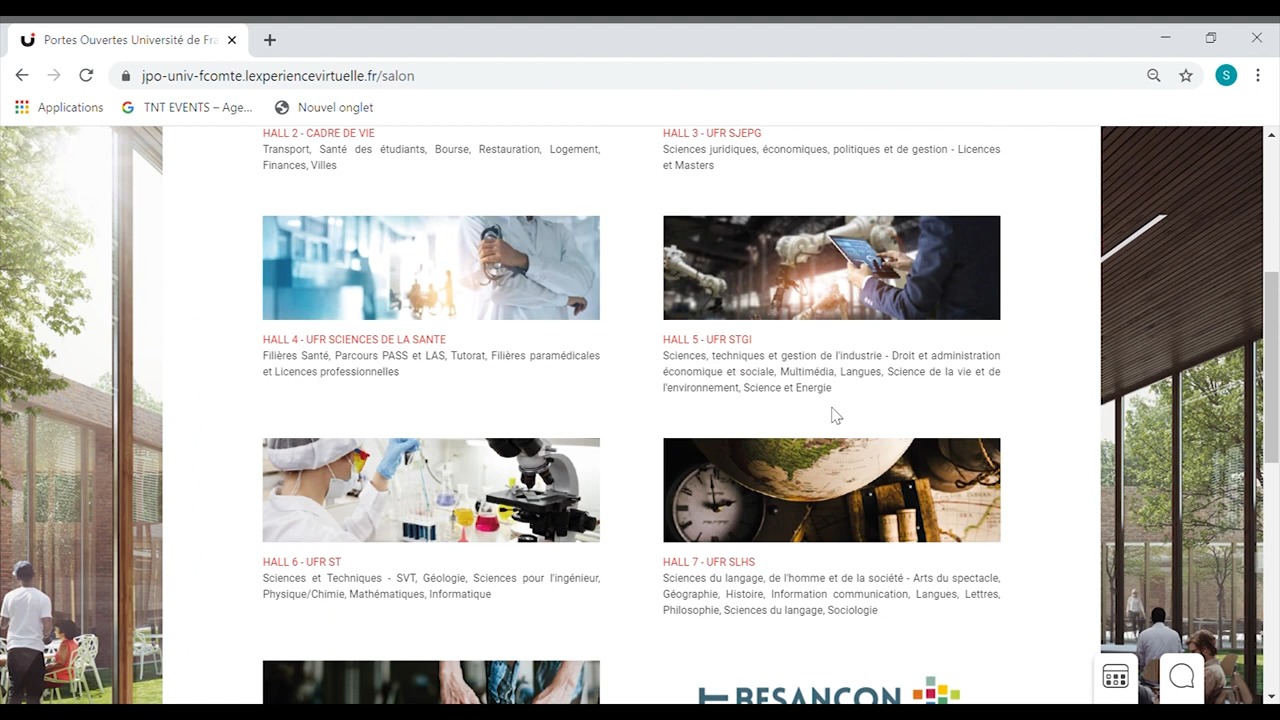 Portes Ouvertes Université de Fra
jpo-univ-fcomte.lexperiencevirtuelle.fr/salon
S
Applications
TNT EVENTS – Age...
Nouvel onglet
HALL 2 - CADRE DE VIE
Transport, Santé des étudiants, Bourse, Restauration, Logement,
Finances, Villes
HALL 3 - UFR SJEPG
Sciences juridiques, économiques, politiques et de gestion - Licences
et Masters
HALL 4 - UFR SCIENCES DE LA SANTE
Filières Santé, Parcours PASS et LAS, Tutorat, Filières paramédicales
et Licences professionnelles
HALL 5 - UFR STGI
Sciences, techniques et gestion de l'industrie - Droit et administration
économique et sociale, Multimédia, Langues, Science de la vie et de
l'environnement, Science et Energie
HALL 6 - UFR ST
Sciences et Techniques - SVT, Géologie, Sciences pour l'ingénieur,
Physique/Chimie, Mathématiques, Informatique
HALL 7 - UFR SLHS
Sciences du langage, de l'homme et de la société - Arts du spectacle,
Géographie, Histoire, Information communication, Langues, Lettres,
Philosophie, Sciences du langage, Sociologie
BESANCON